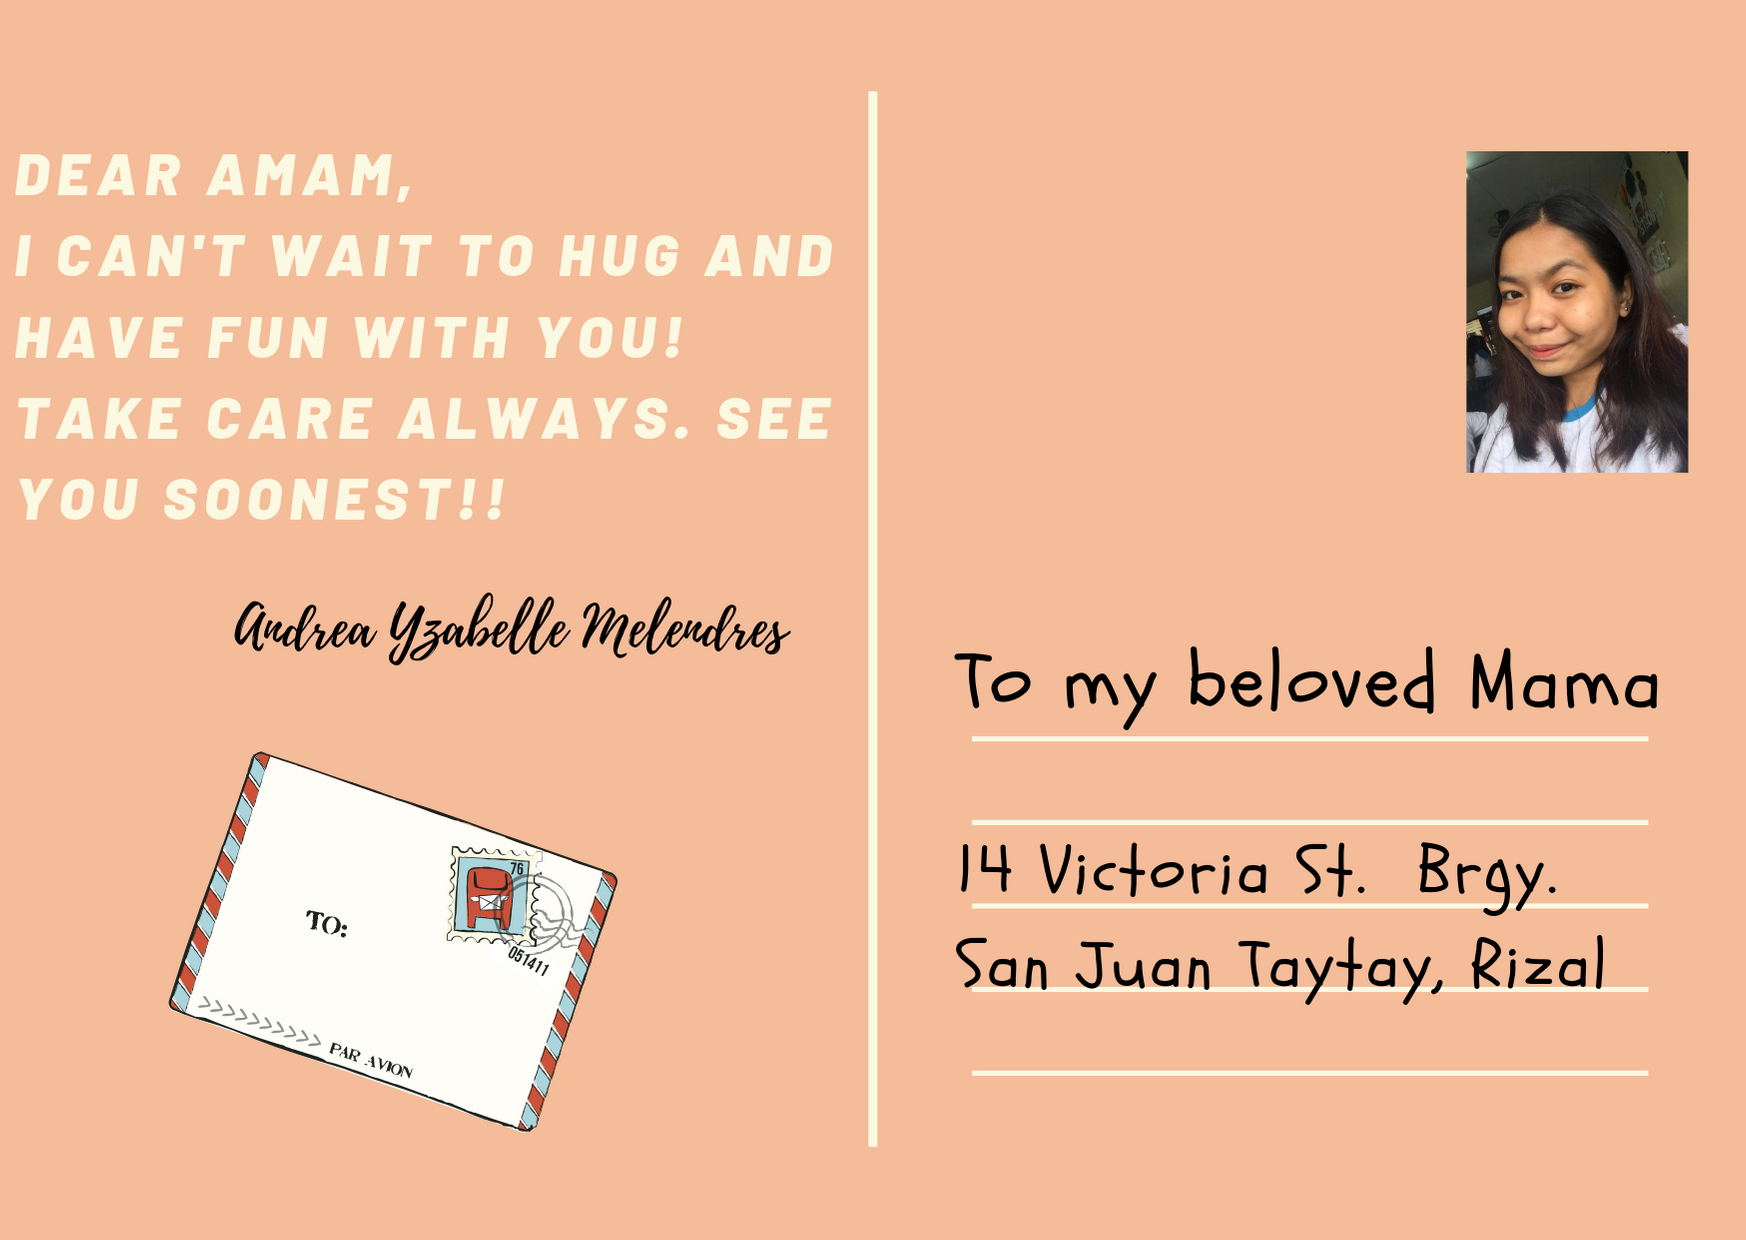 DEAR AMAM,
I CAN'T WAIT TO HUG AND
HAVE FUN WITH YOU!
TAKE CARE ALWAYS. SEE
YOU SOONEST!!
Andrea Yzabelle Melendres
76
TO:
051411
PAR AVION
To my beloved Mama
14 Victoria St. Brgy.
San Juan Taytay, Rizal